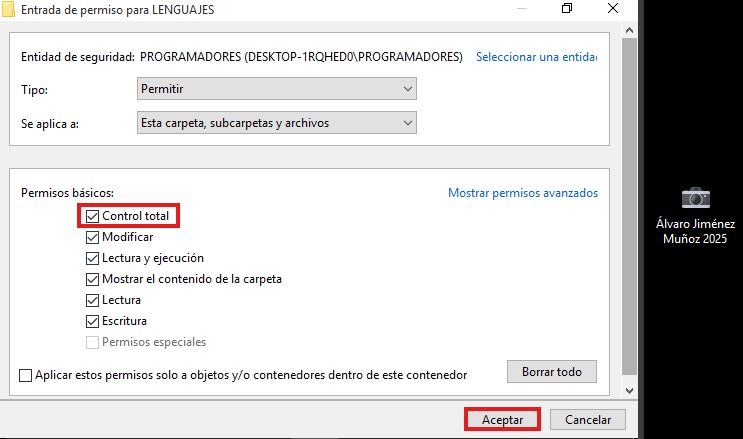 Entrada de permiso para LENGUAJES
Entidad de seguridad: PROGRAMADORES (DESKTOP-1RQHED0\PROGRAMADORES) Seleccionar una entidad
Tipo: Permitir
Se aplica a: Esta carpeta, subcarpetas y archivos
Permisos básicos: Mostrar permisos avanzados
Control total
Modificar
Lectura y ejecución
Mostrar el contenido de la carpeta
Lectura
Escritura
Permisos especiales
Aplicar estos permisos solo a objetos y/o contenedores dentro de este contenedor
Borrar todo
Aceptar Cancelar
Álvaro Jiménez
Muñoz 2025